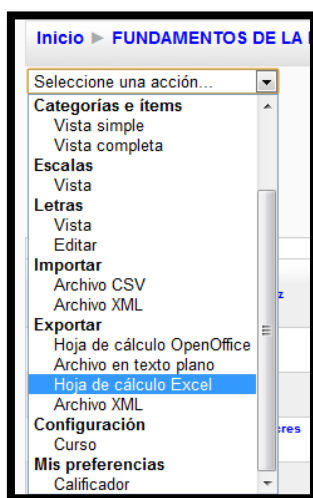 Inicio ► FUNDAMENTOS DE LA
Seleccione una acción...
Categorías e ítems
Vista simple
Vista completa
Escalas
Vista
Letras
Vista
Editar
Importar
Archivo CSV
Archivo XML
z
Exportar
Hoja de cálculo OpenOffice
Archivo en texto plano
Hoja de cálculo Excel
Archivo XML
Configuración
cres
Curso
Mis preferencias
Calificador